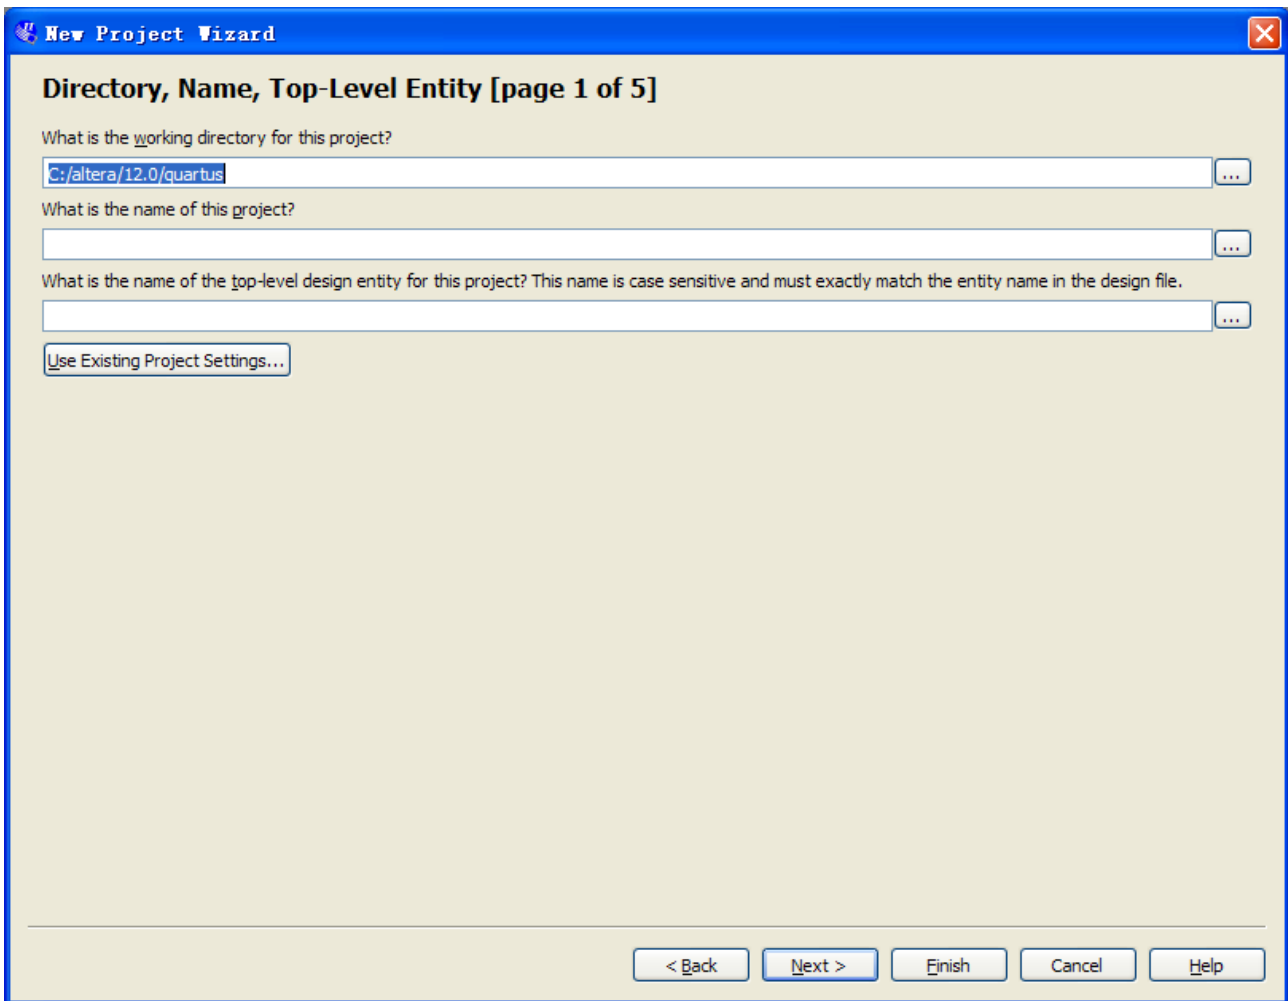 New Project Wizard
Directory, Name, Top-Level Entity [page 1 of 5]
What is the working directory for this project?
C:/altera/12.0/quartus
...
What is the name of this project?
...
What is the name of the top-level design entity for this project? This name is case sensitive and must exactly match the entity name in the design file.
...
Use Existing Project Settings...
< Back Next > Finish Cancel Help